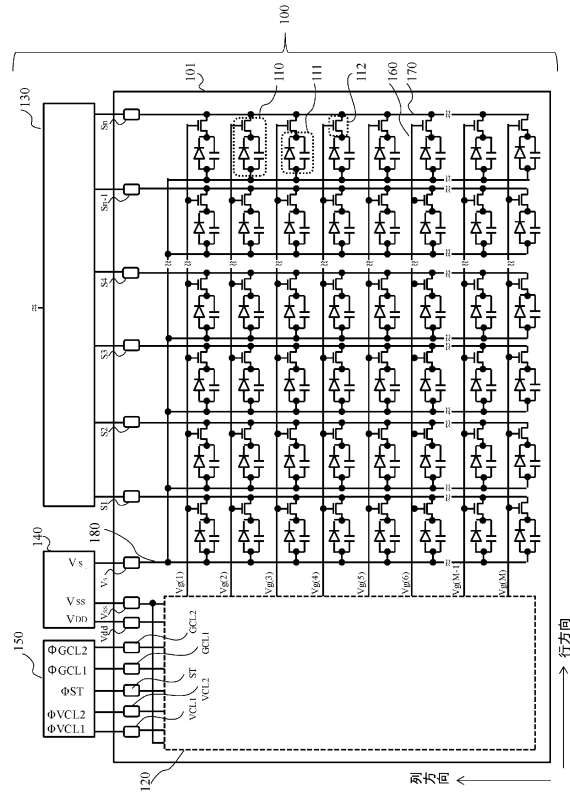 100
130
101
110
111
112
160
170
Sn
Sn-1
S4
S3
S2
S1
140
180
VS
VSS
VDD
Vs
Vss
Vdd
150
ΦGCL2
ΦGCL1
ΦST
ΦVCL2
ΦVCL1
GCL2
GCL1
ST
VCL2
VCL1
Vg(1)
Vg(2)
Vg(3)
Vg(4)
Vg(5)
Vg(6)
Vg(M-1)
Vg(M)
120
列方向
行方向